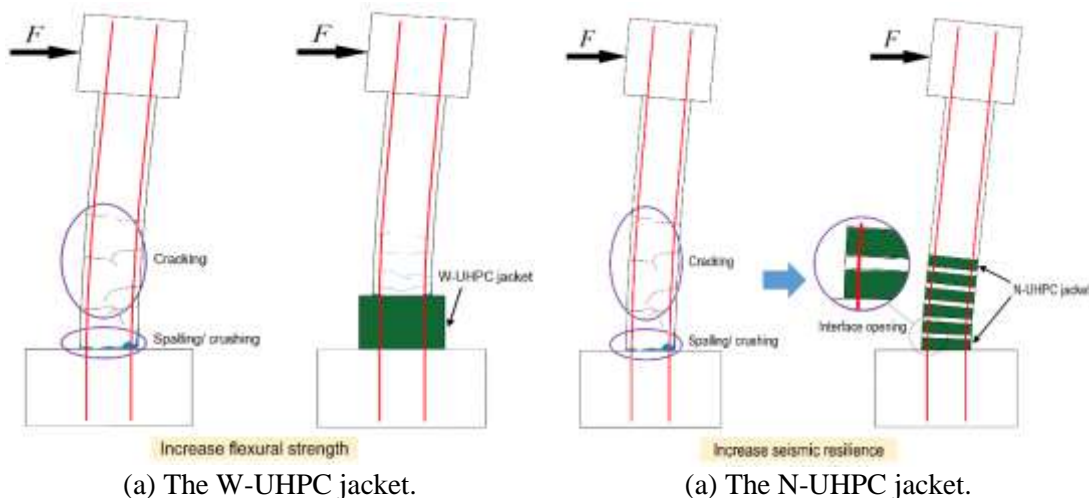 F
F
Cracking
W-UHPC jacket
Spalling/ crushing
Increase flexural strength
(a) The W-UHPC jacket.
F
F
Cracking
N-UHPC jacket
Interface opening
Spalling/ crushing
Increase seismic resilience
(a) The N-UHPC jacket.